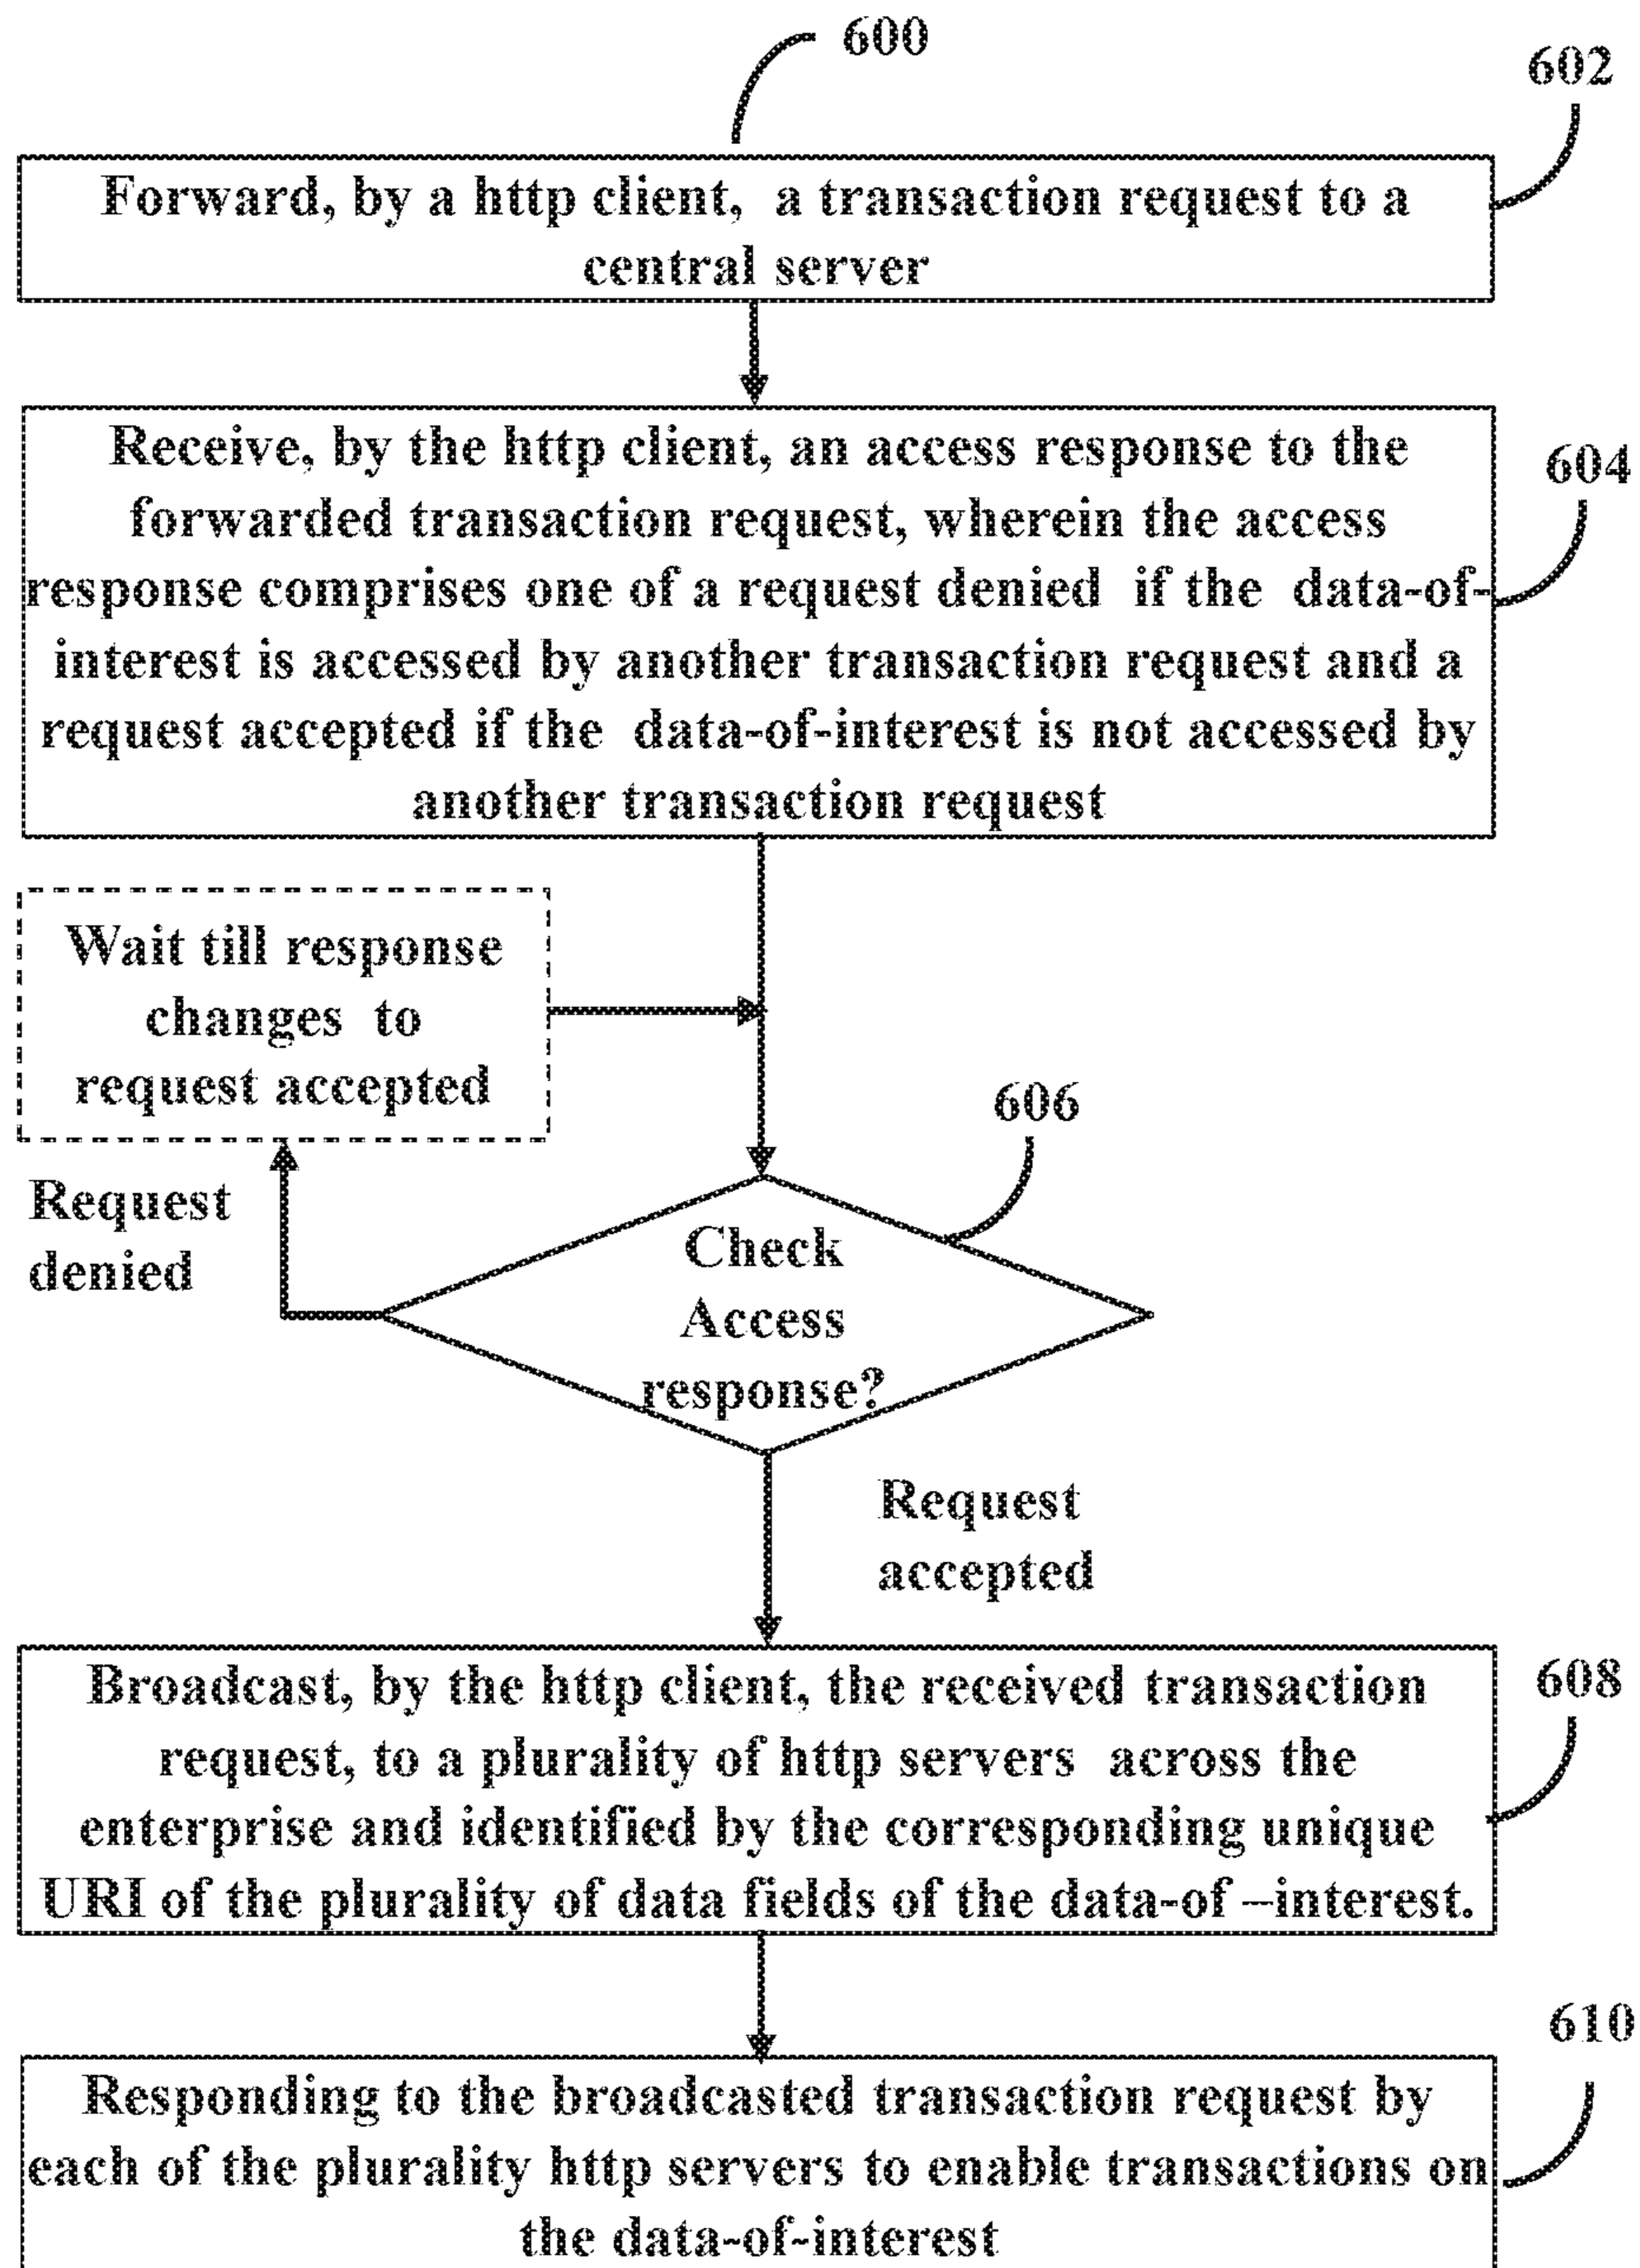 600
602
Forward, by a http client, a transaction request to a
central server
Receive, by the http client, an access response to the
604
forwarded transaction request, wherein the access
response comprises one of a request denied if the data-of-
interest is accessed by another transaction request and a
request accepted if the data-of-interest is not accessed by
another transaction request
Wait till response
changes to
request accepted
606
Request
denied
Check
Access
response?
Request
accepted
608
Broadcast, by the http client, the received transaction
request, to a plurality of http servers across the
enterprise and identified by the corresponding unique
URI of the plurality of data fields of the data-of –interest.
610
Responding to the broadcasted transaction request by
each of the plurality http servers to enable transactions on
the data-of-interest